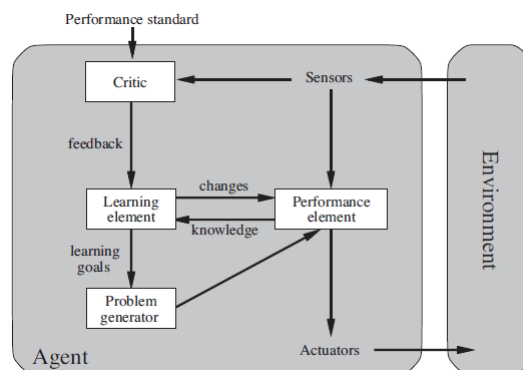 Performance standard
Critic
Sensors
feedback
changes
Learning
element
Performance
element
knowledge
learning
goals
Problem
generator
Agent
Actuators
Environment